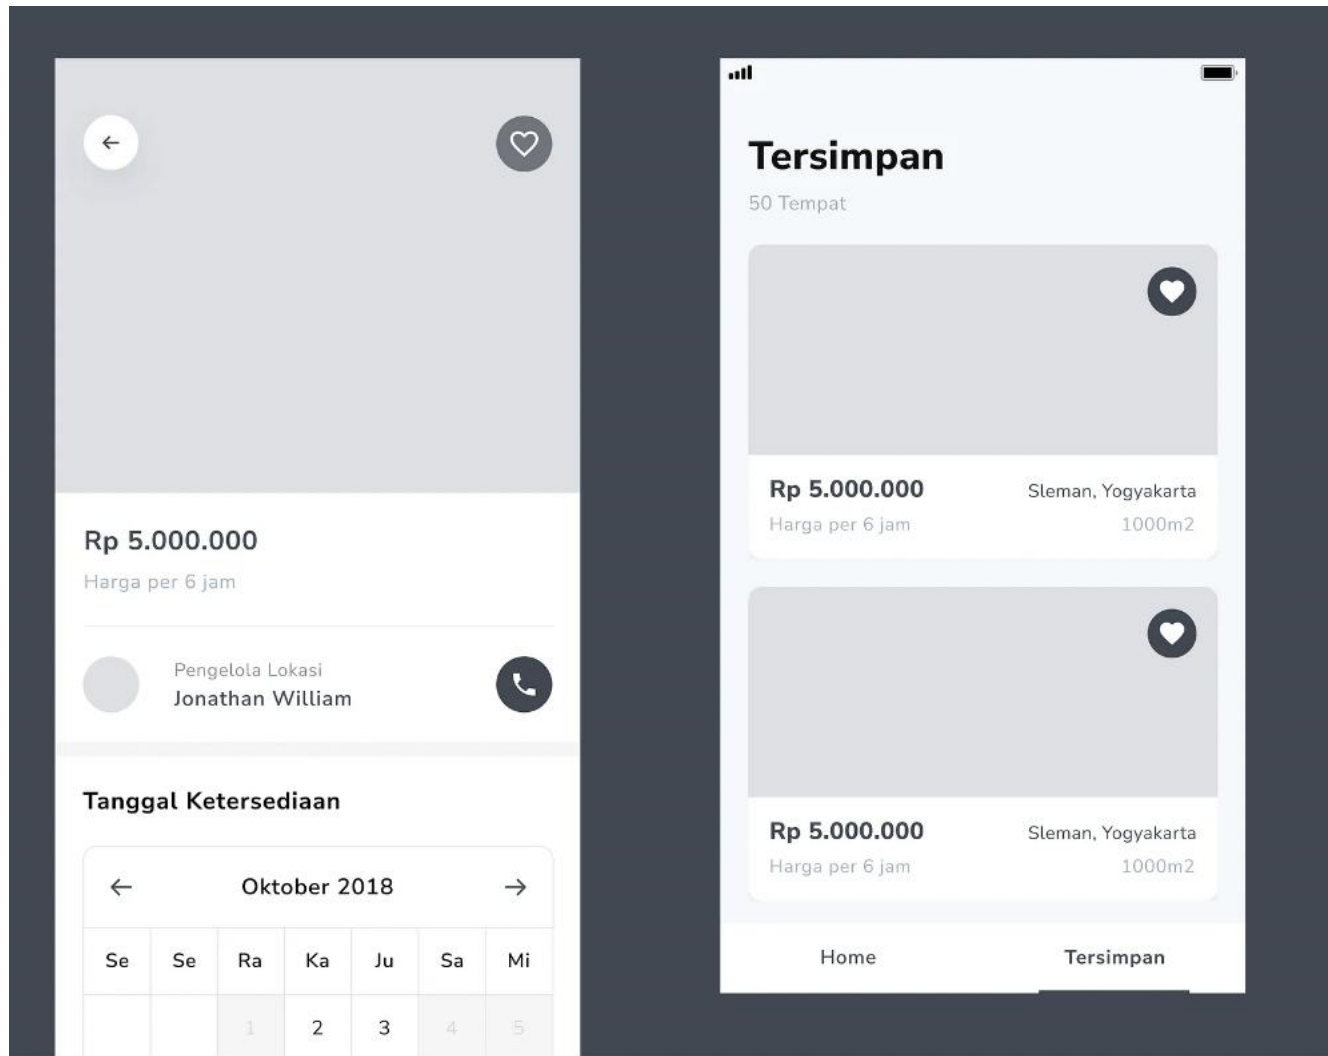 Rp 5.000.000
Harga per 6 jam
Pengelola Lokasi
Jonathan William
Tanggal Ketersediaan
Oktober 2018
Se Se Ra Ka Ju Sa Mi
1 2 3 4 5
Tersimpan
50 Tempat
Rp 5.000.000 Sleman, Yogyakarta
Harga per 6 jam 1000m2
Rp 5.000.000 Sleman, Yogyakarta
Harga per 6 jam 1000m2
Home Tersimpan